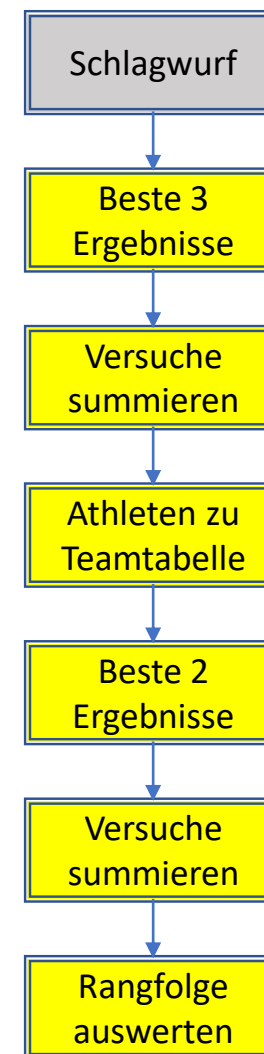 Schlagwurf
Beste 3
Ergebnisse
Versuche
summieren
Athleten zu
Teamtabelle
Beste 2
Ergebnisse
Versuche
summieren
Rangfolge
auswerten